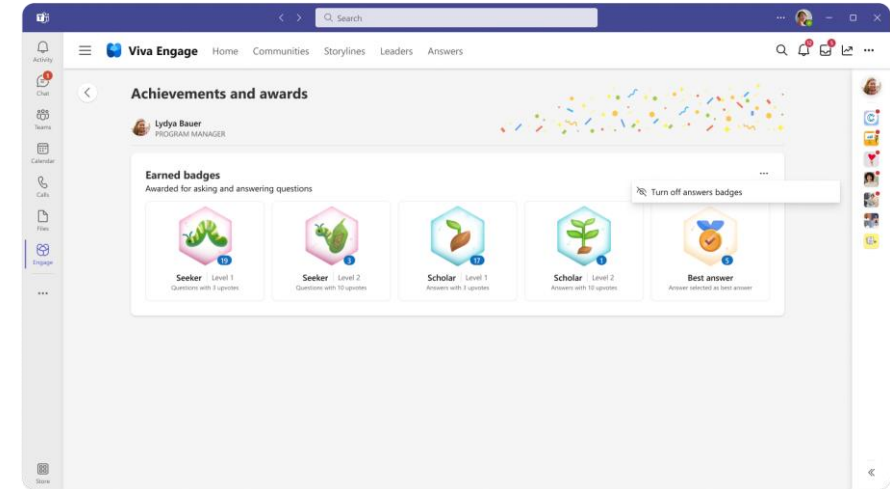 Search
Activity
Chat
1
Teams
Calendar
Calls
Files
Engage
Store
Viva Engage Home Communities Storylines Leaders Answers
Achievements and awards
Lydya Bauer
PROGRAM MANAGER
Earned badges
Awarded for asking and answering questions
Turn off answers badges
19
3
17
1
5
Seeker Level 1
Questions with 3 upvotes
Seeker Level 2
Questions with 10 upvotes
Scholar Level 1
Answers with 3 upvotes
Scholar Level 2
Answers with 10 upvotes
Best answer
Answer selected as best answer